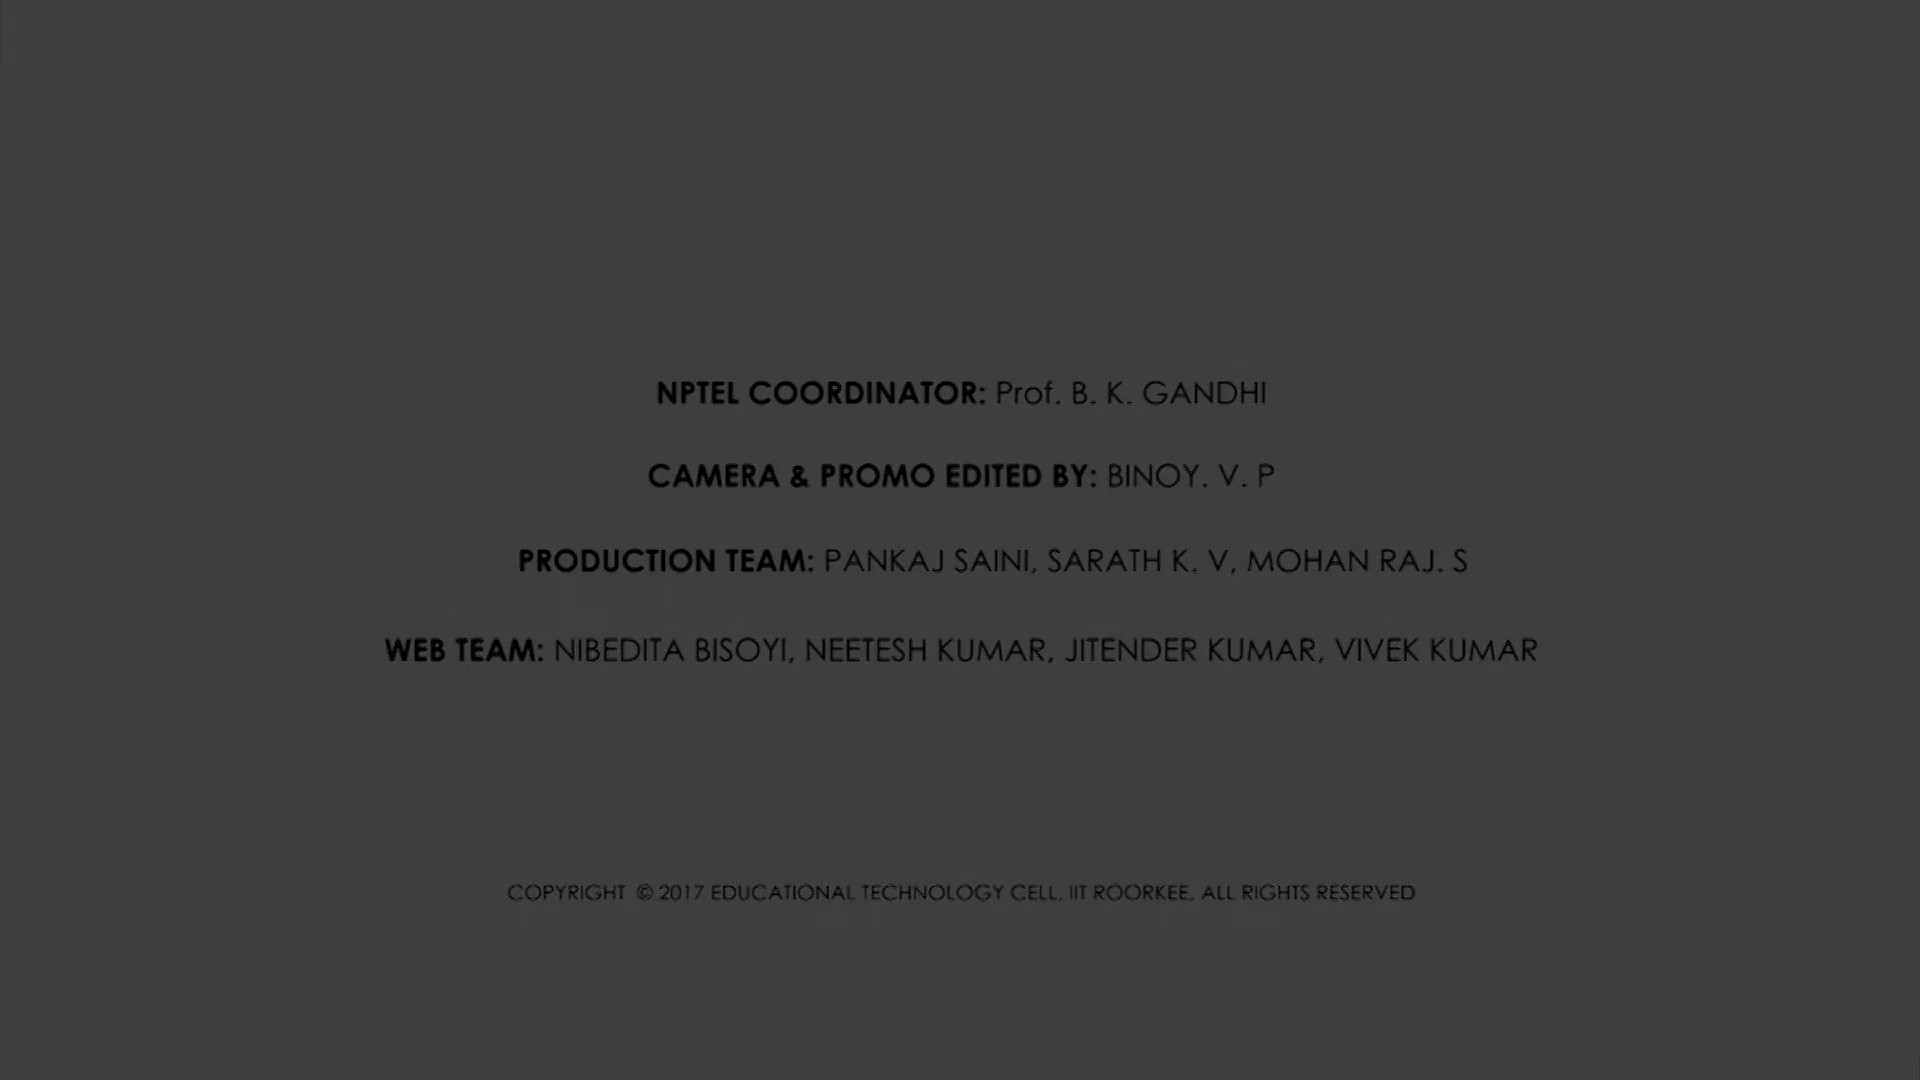 NPTEL COORDINATOR: Prof. B. K. GANDHI
CAMERA & PROMO EDITED BY: BINOY. V. P
PRODUCTION TEAM: PANKAJ SAINI, SARATH K. V, MOHAN RAJ. S
WEB TEAM: NIBEDITA BISOYI, NEETESH KUMAR, JITENDER KUMAR, VIVEK KUMAR
COPYRIGHT © 2017 EDUCATIONAL TECHNOLOGY CELL, IIT ROORKEE. ALL RIGHTS RESERVED